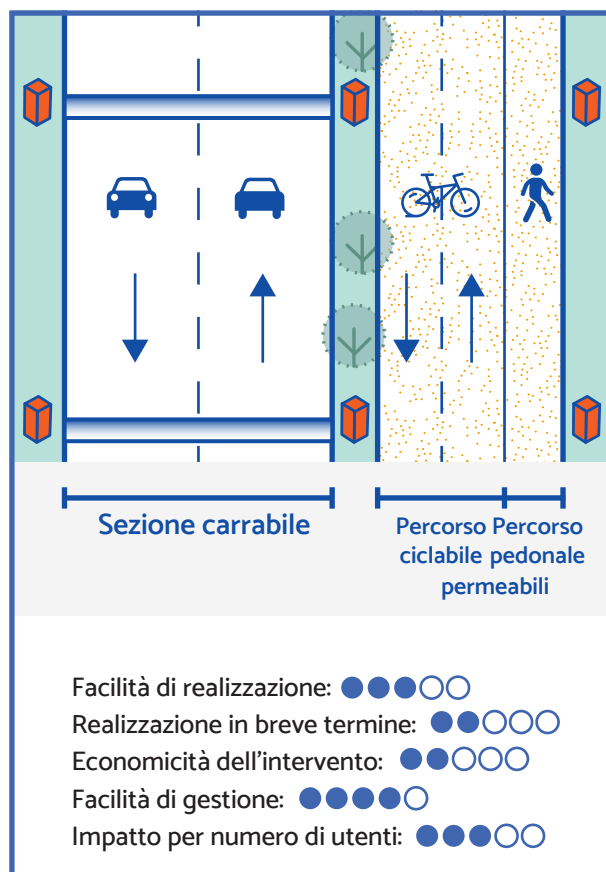 Sezione carrabile
Percorso Percorso
ciclabile pedonale
permeabili
Facilità di realizzazione:
Realizzazione in breve termine:
Economicità dell'intervento:
Facilità di gestione:
Impatto per numero di utenti: